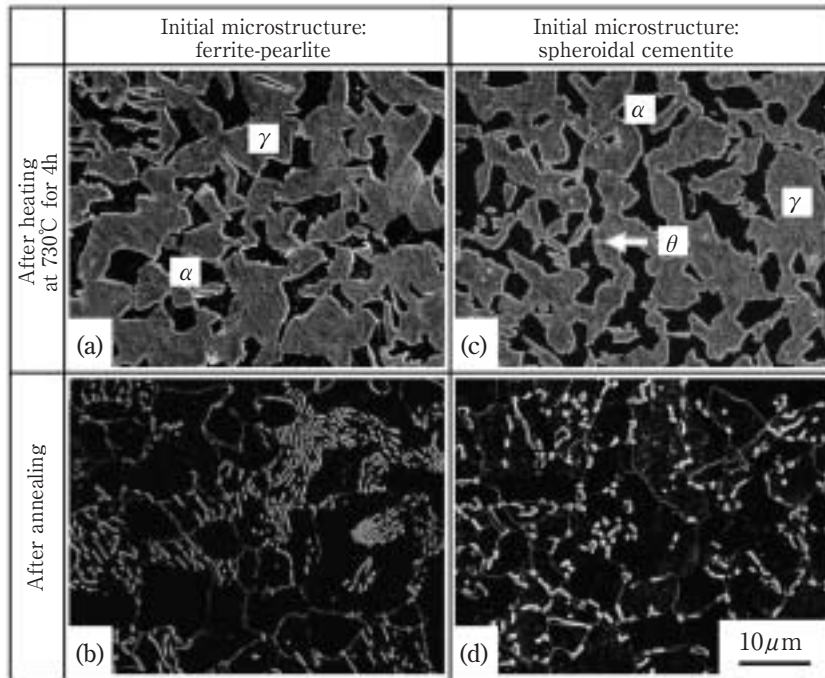 Initial microstructure:
ferrite-pearlite
Initial microstructure:
spheroidal cementite
After heating
at 730℃ for 4h
γ
α
(a)
α
γ
θ
(c)
After annealing
(b)
(d)
10μm